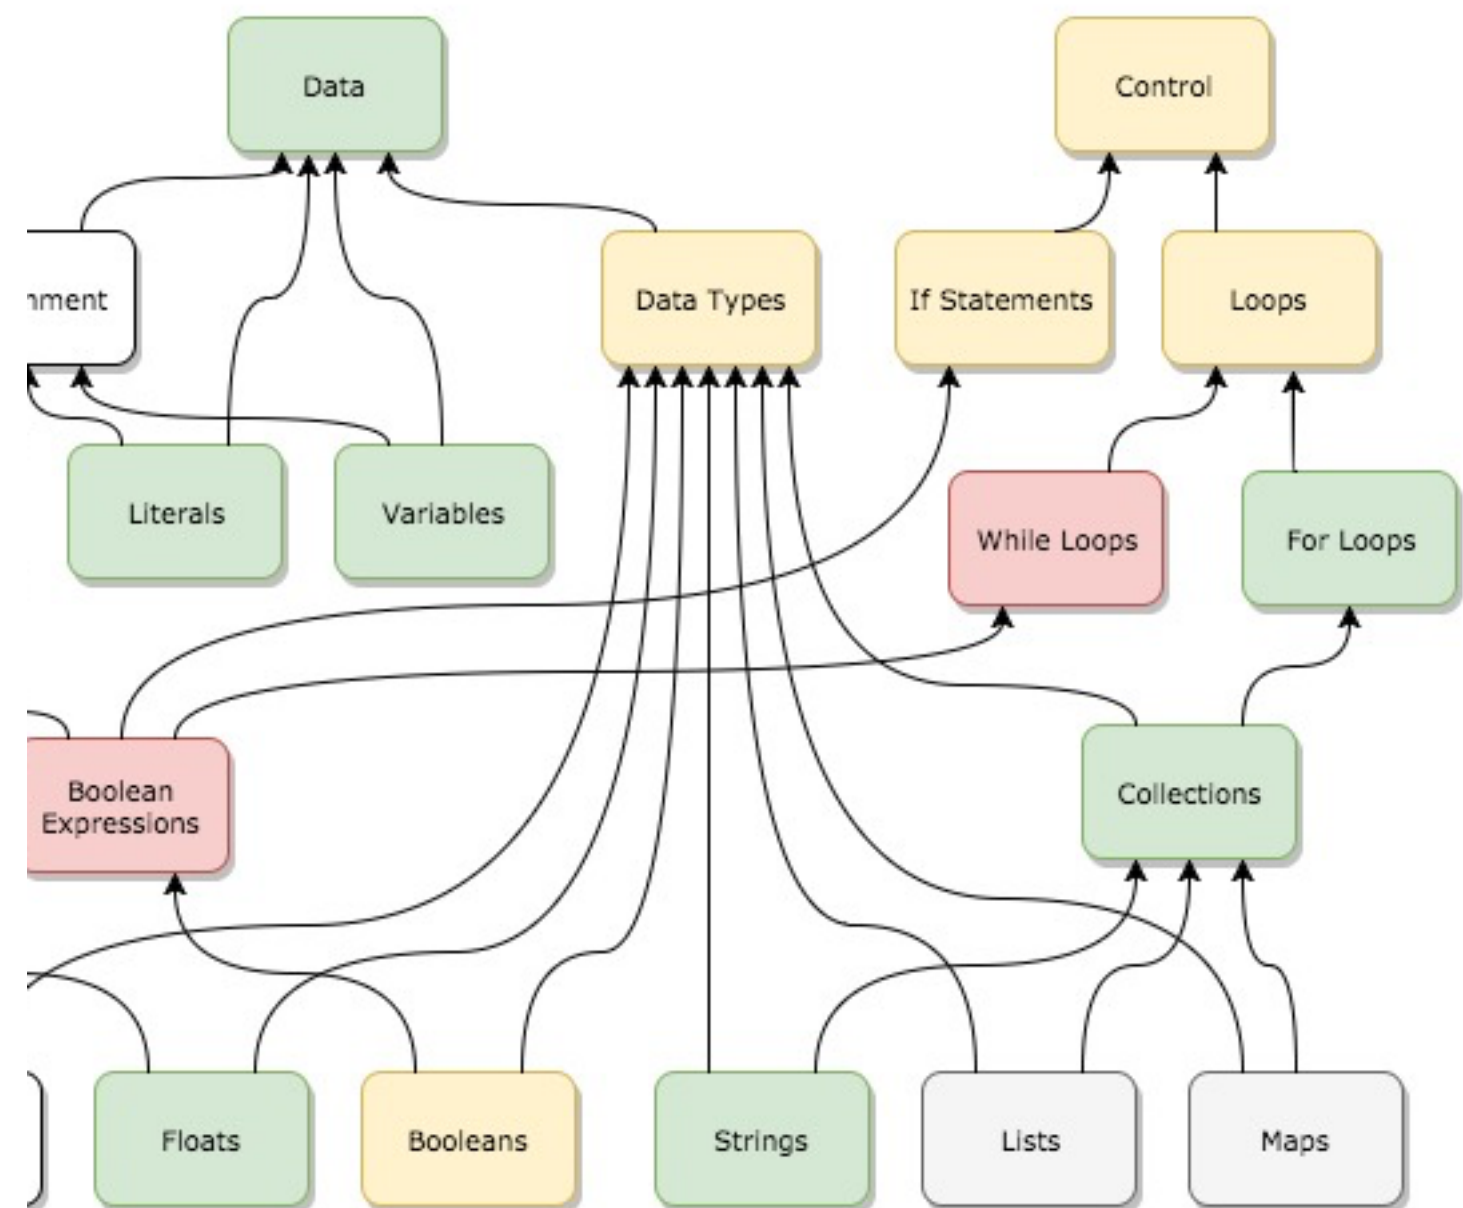 Data
Control
nment
Data Types
If Statements
Loops
Literals
Variables
While Loops
For Loops
Boolean
Expressions
Collections
Floats
Booleans
Strings
Lists
Maps